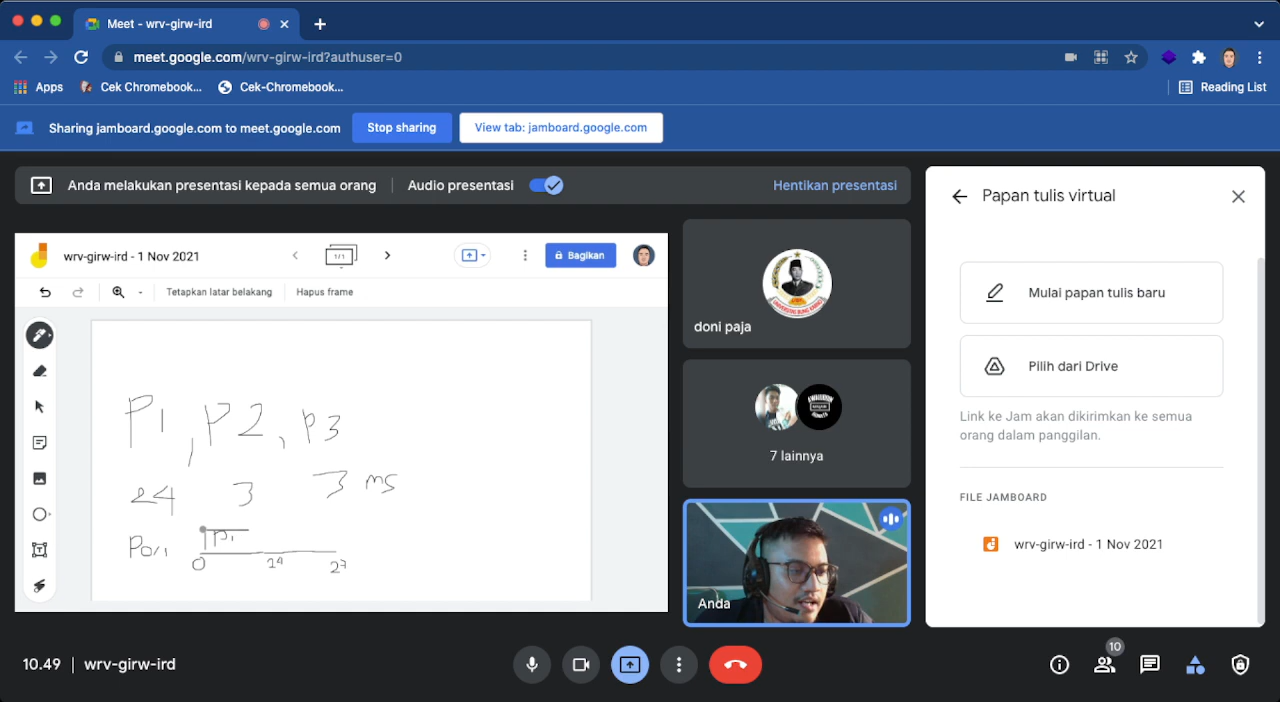 Meet - wrv-girw-ird
meet.google.com/wrv-girw-ird?authuser=0
Apps Cek Chromebook... Cek-Chromebook... Reading List
Sharing jamboard.google.com to meet.google.com Stop sharing View tab: jamboard.google.com
Anda melakukan presentasi kepada semua orang Audio presentasi Hentikan presentasi
wrv-girw-ird - 1 Nov 2021 1/1 Bagikan
Tetapkan latar belakang Hapus frame
P1, P2, P3
24 3 3 ms
P1
0 24 27
UNIVERSITAS BUNG KARNO
doni paja
7 lainnya
Anda
Papan tulis virtual
Mulai papan tulis baru
Pilih dari Drive
Link ke Jam akan dikirimkan ke semua
orang dalam panggilan.
FILE JAMBOARD
wrv-girw-ird - 1 Nov 2021
10.49 | wrv-girw-ird
10